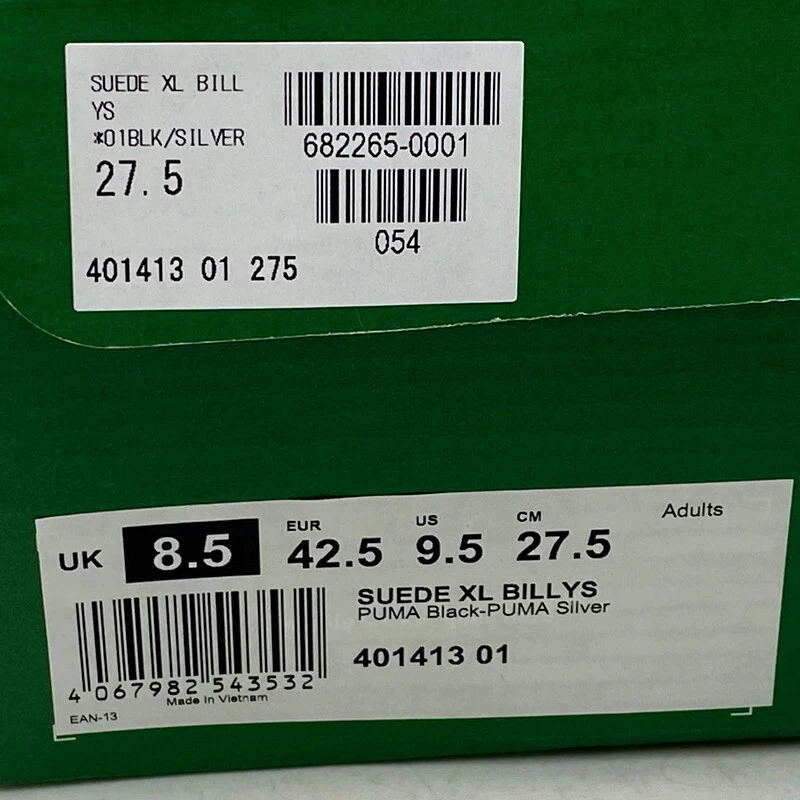 SUEDE XL BILL
YS
*01BLK/SILVER
27.5
682265-0001
054
401413 01 275
UK 8.5 EUR 42.5 US 9.5 CM 27.5 Adults
SUEDE XL BILLYS
PUMA Black-PUMA Silver
401413 01
4 067982 543532
Made In Vietnam
EAN-13